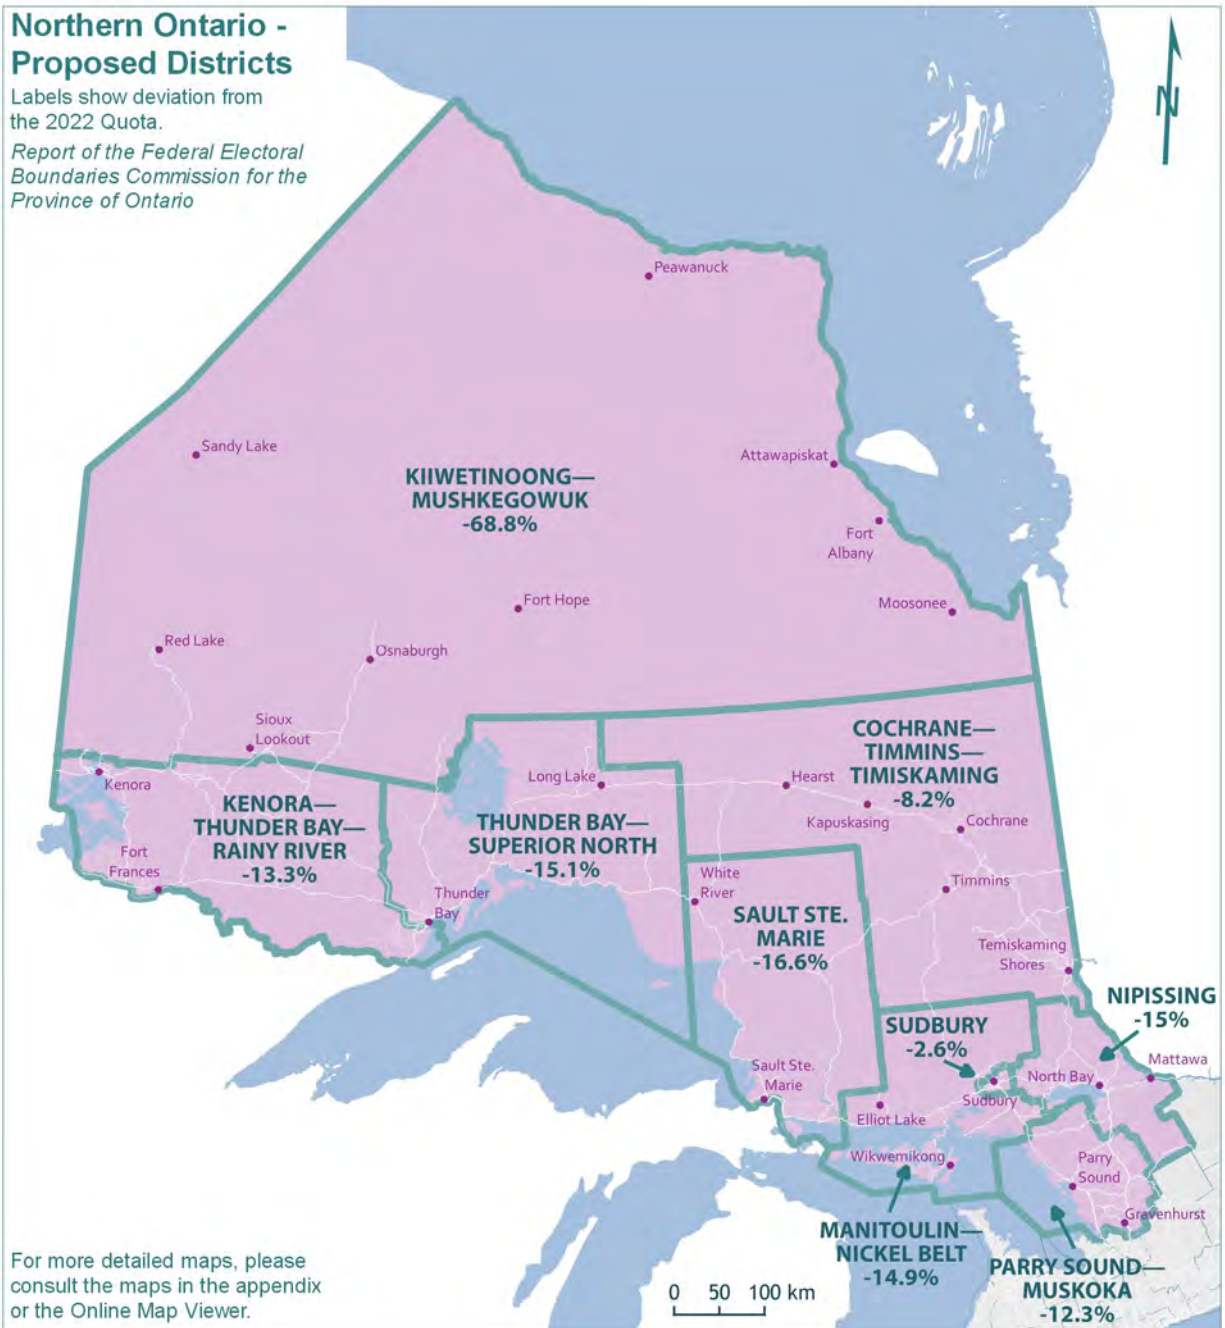 Northern Ontario -
Proposed Districts
Labels show deviation from
the 2022 Quota.
Report of the Federal Electoral
Boundaries Commission for the
Province of Ontario
N
Peawanuck
Sandy Lake
Attawapiskat
KIIWETINOONG—
MUSHKEGOWUK
-68.8%
Fort
Albany
Fort Hope
Moosonee
Red Lake
Osnaburgh
Sioux
Lookout
Kenora
COCHRANE—
TIMMINS—
TIMISKAMING
-8.2%
Long Lake
Hearst
Kapuskasing
Cochrane
KENORA—
THUNDER BAY—
RAINY RIVER
-13.3%
THUNDER BAY—
SUPERIOR NORTH
-15.1%
Fort
Frances
Thunder
Bay
White
River
Timmins
SAULT STE.
MARIE
-16.6%
Temiskaming
Shores
NIPISSING
-15%
SUDBURY
-2.6%
Mattawa
Sault Ste.
Marie
North Bay
Sudbury
Elliot Lake
Wikwemikong
Parry
Sound
Gravenhurst
MANITOULIN—
NICKEL BELT
-14.9%
PARRY SOUND—
MUSKOKA
-12.3%
For more detailed maps, please
consult the maps in the appendix
or the Online Map Viewer.
0 50 100 km